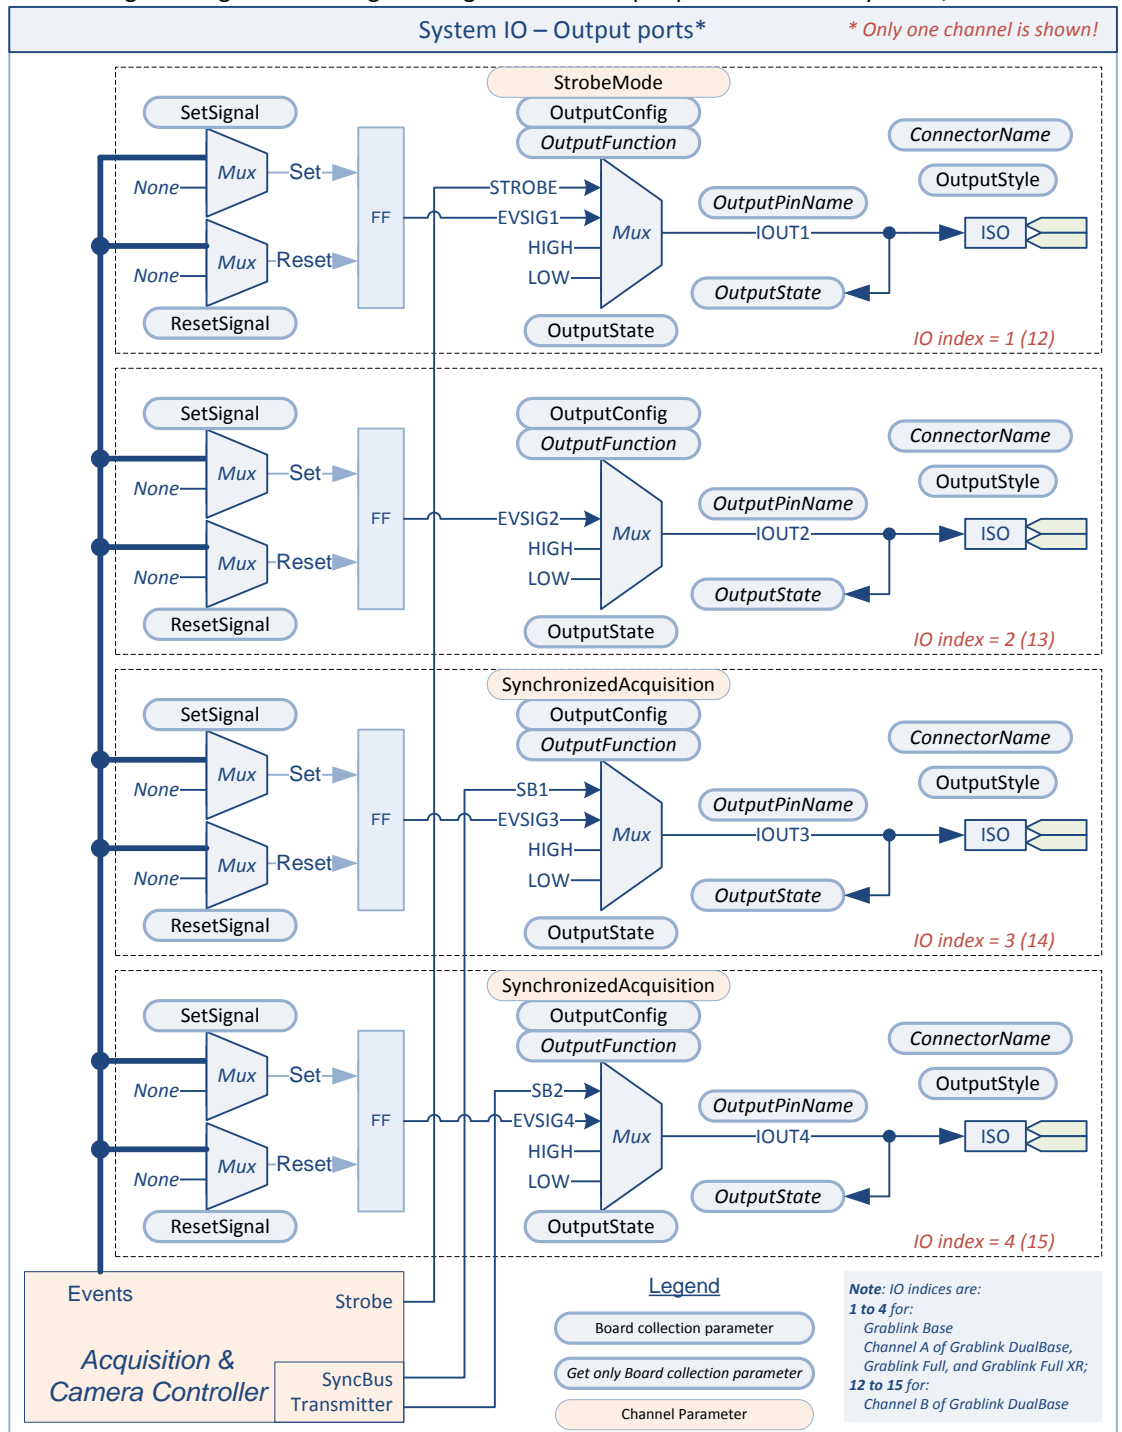 System IO – Output ports*
* Only one channel is shown!
StrobeMode
SetSignal
OutputConfig
OutputFunction
ConnectorName
OutputStyle
Mux
Set
None
FF
STROBE
EVSIG1
HIGH
LOW
Mux
OutputPinName
IOUT1
ISO
Mux
Reset
None
OutputState
ResetSignal
OutputState
IO index = 1 (12)
SetSignal
OutputConfig
OutputFunction
ConnectorName
OutputStyle
Mux
Set
None
FF
EVSIG2
HIGH
LOW
Mux
OutputPinName
IOUT2
ISO
Mux
Reset
None
OutputState
ResetSignal
OutputState
IO index = 2 (13)
SynchronizedAcquisition
SetSignal
OutputConfig
OutputFunction
ConnectorName
OutputStyle
Mux
Set
None
FF
SB1
EVSIG3
HIGH
LOW
Mux
OutputPinName
IOUT3
ISO
Mux
Reset
None
OutputState
ResetSignal
OutputState
IO index = 3 (14)
SynchronizedAcquisition
SetSignal
OutputConfig
OutputFunction
ConnectorName
OutputStyle
Mux
Set
None
FF
SB2
EVSIG4
HIGH
LOW
Mux
OutputPinName
IOUT4
ISO
Mux
Reset
None
OutputState
ResetSignal
OutputState
IO index = 4 (15)
Events
Strobe
Acquisition &
Camera Controller
SyncBus
Transmitter
Legend
Board collection parameter
Get only Board collection parameter
Channel Parameter
Note: IO indices are:
1 to 4 for:
Grablink Base
Channel A of Grablink DualBase,
Grablink Full, and Grablink Full XR;
12 to 15 for:
Channel B of Grablink DualBase